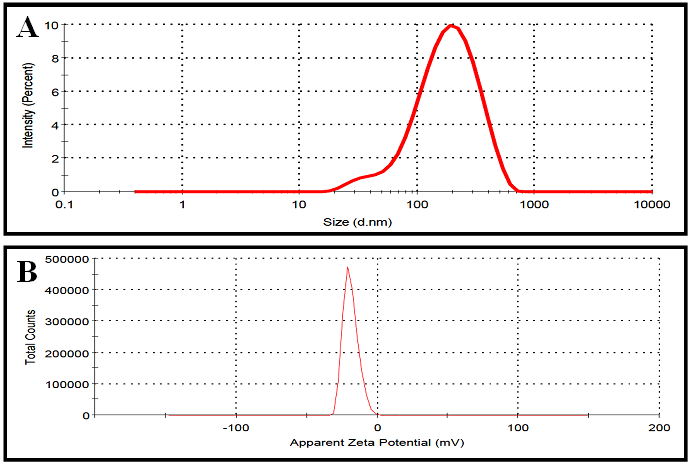 A
Intensity (Percent)
10
8
6
4
2
0
0.1 1 10 100 1000 10000
Size (d.nm)
B
Total Counts
500000
400000
300000
200000
100000
0
-100 0 100 200
Apparent Zeta Potential (mV)